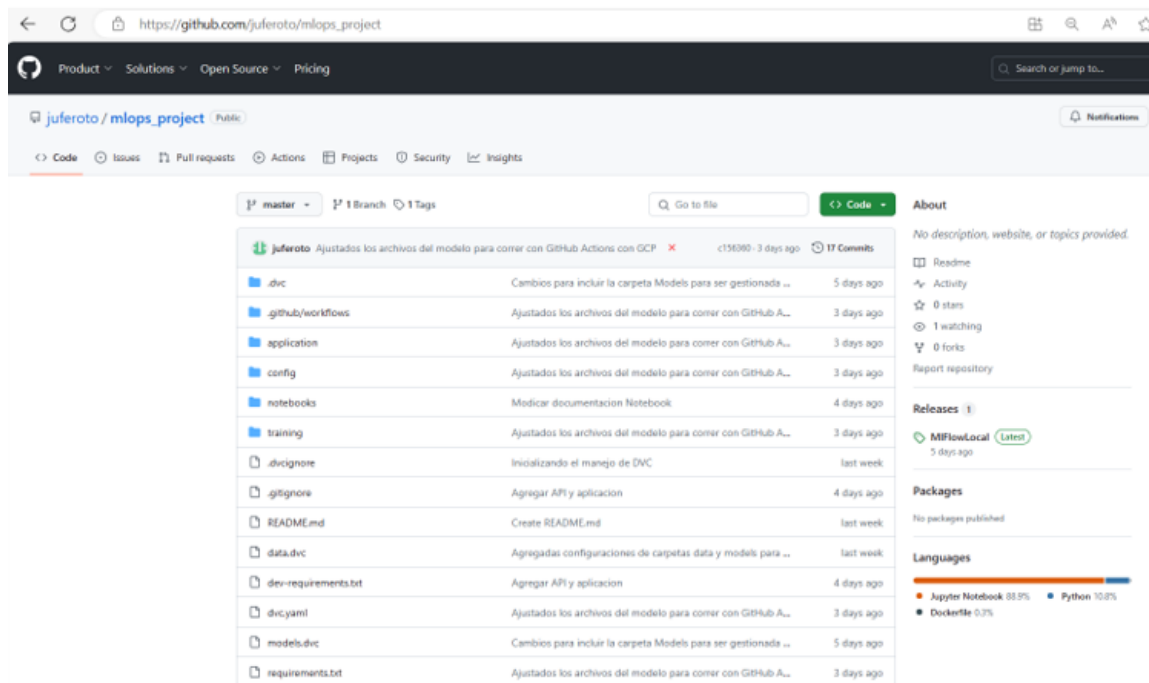 https://github.com/juferoto/mlops_project
Product Solutions Open Source Pricing
Search or jump to...
juferoto / mlops_project Public
Notifications
Code Issues Pull requests Actions Projects Security Insights
master 1 Branch 1 Tags
Go to file
Code
About
juferoto Ajustados los archivos del modelo para correr con GitHub Actions con GCP
c156360 · 3 days ago 17 Commits
No description, website, or topics provided.
.dvc Cambios para incluir la carpeta Models para ser gestionada ... 5 days ago
Readme
Activity
.github/workflows Ajustados los archivos del modelo para correr con GitHub A... 3 days ago
0 stars
1 watching
application Ajustados los archivos del modelo para correr con GitHub A... 3 days ago
0 forks
config Ajustados los archivos del modelo para correr con GitHub A... 3 days ago
Report repository
notebooks Modicar documentacion Notebook 4 days ago
Releases 1
training Ajustados los archivos del modelo para correr con GitHub A... 3 days ago
MlFlowLocal Latest
5 days ago
.dvcignore Inicializando el manejo de DVC last week
.gitignore Agregar API y aplicacion 4 days ago
Packages
README.md Create README.md last week
No packages published
data.dvc Agregadas configuraciones de carpetas data y models para ... last week
Languages
dev-requirements.txt Agregar API y aplicacion 4 days ago
Jupyter Notebook 88.9% Python 10.8%
dvc.yaml Ajustados los archivos del modelo para correr con GitHub A... 3 days ago
Dockerfile 0.3%
models.dvc Cambios para incluir la carpeta Models para ser gestionada ... 5 days ago
requirements.txt Ajustados los archivos del modelo para correr con GitHub A... 3 days ago